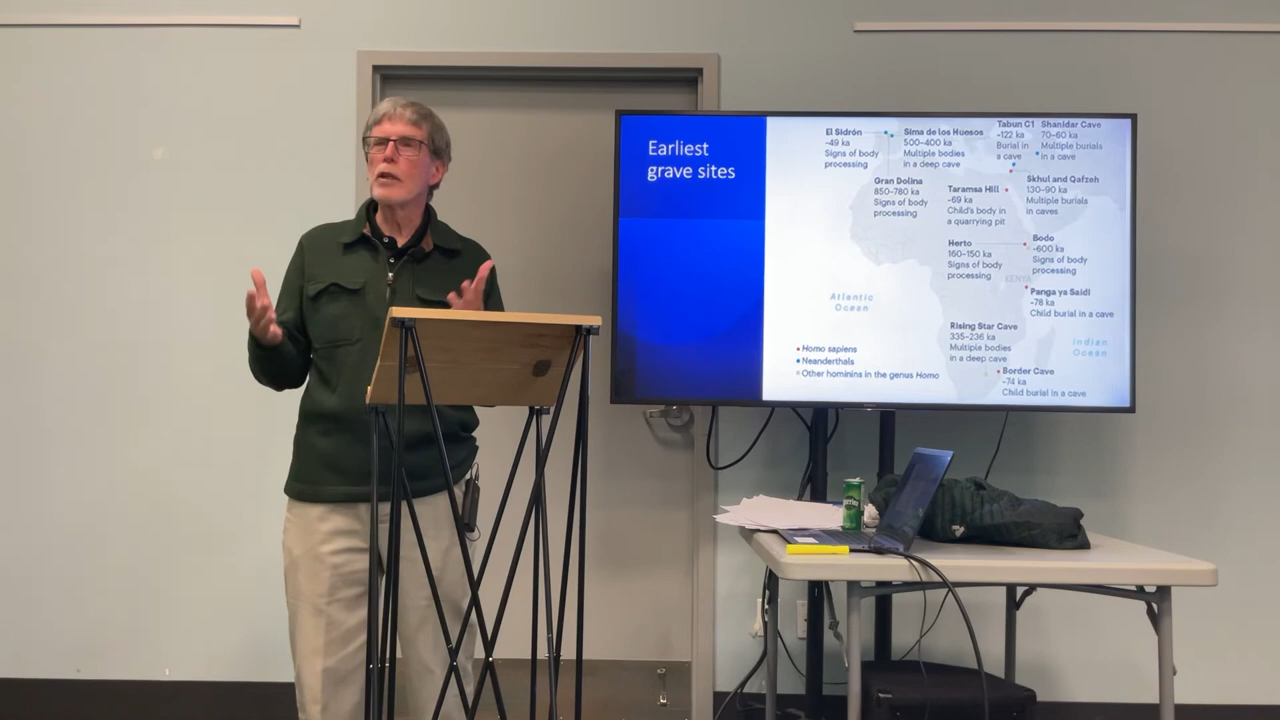 Earliest
grave sites
El Sidrón
~49 ka
Signs of body
processing
Sima de los Huesos
500–400 ka
Multiple bodies
in a deep cave
Tabun C1
~122 ka
Burial in
a cave
Shanidar Cave
70–60 ka
Multiple burials
in a cave
Gran Dolina
850–780 ka
Signs of body
processing
Taramsa Hill
~69 ka
Child's body in
a quarrying pit
Skhul and Qafzeh
130–90 ka
Multiple burials
in caves
Herto
160–150 ka
Signs of body
processing
Bodo
~600 ka
Signs of body
processing
KENYA
Panga ya Saidi
~78 ka
Child burial in a cave
Atlantic
Ocean
Rising Star Cave
335–236 ka
Multiple bodies
in a deep cave
Indian
Ocean
Border Cave
~74 ka
Child burial in a cave
Homo sapiens
Neanderthals
Other hominins in the genus Homo